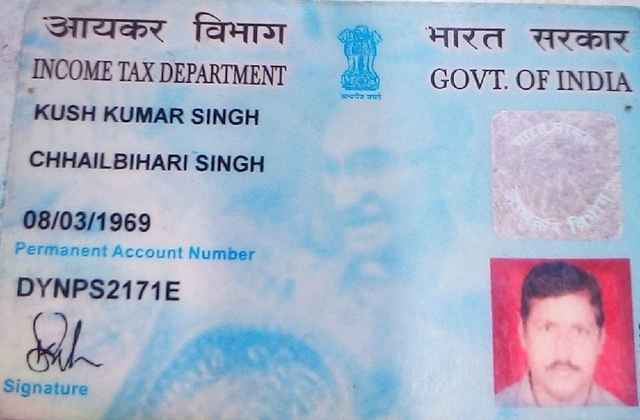 आयकर विभाग
INCOME TAX DEPARTMENT
भारत सरकार
GOVT. OF INDIA
सत्यमेव जयते
KUSH KUMAR SINGH
CHHAILBIHARI SINGH
08/03/1969
Permanent Account Number
DYNPS2171E
Signature